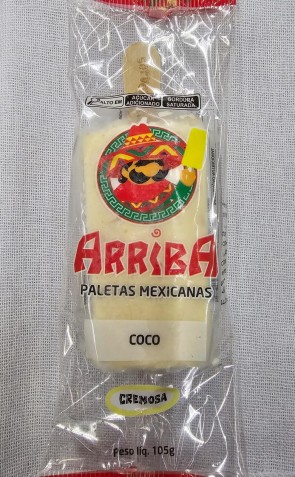 ALTO EM
AÇÚCAR ADICIONADO
GORDURA SATURADA
ARRIBA
PALETAS MEXICANAS
COCO
CREMOSA
Peso líq. 105g